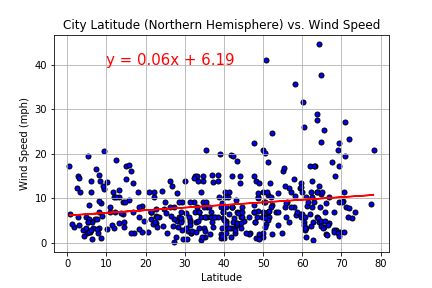 City Latitude (Northern Hemisphere) vs. Wind Speed
y = 0.06x + 6.19
Wind Speed (mph)
40
30
20
10
0
0 10 20 30 40 50 60 70 80
Latitude